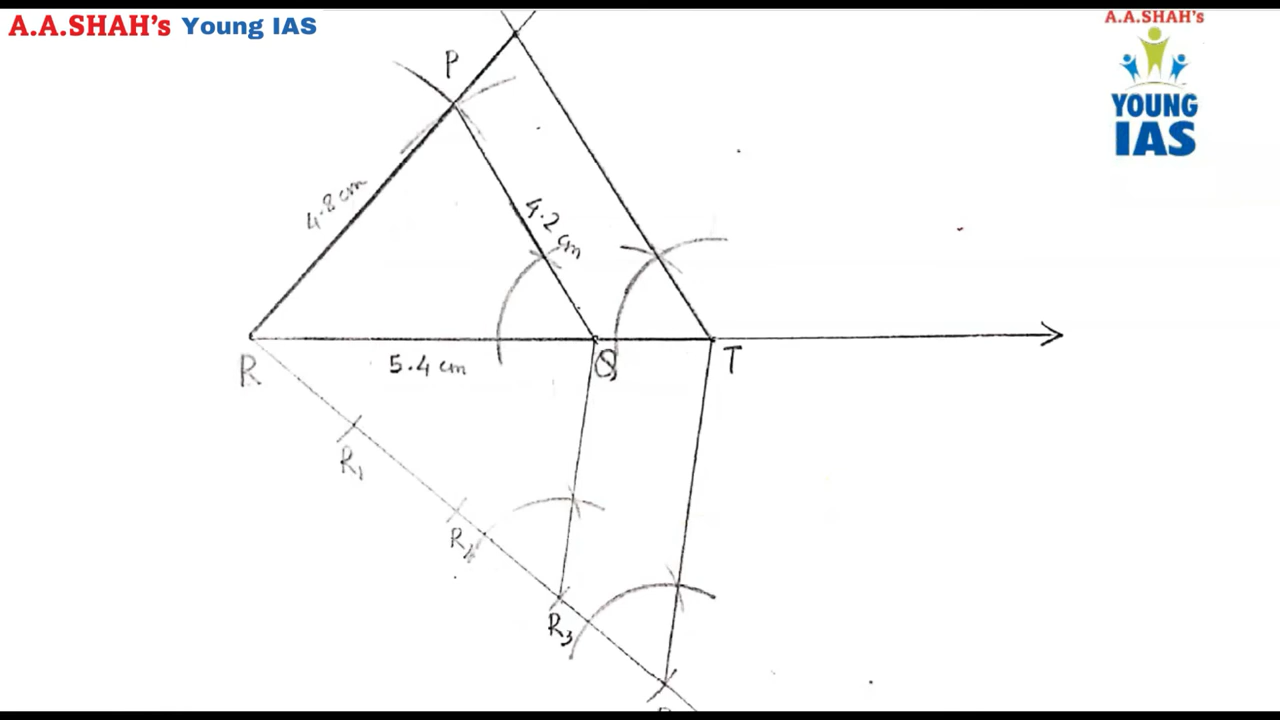 A.A.SHAH's Young IAS
A.A.SHAH's
YOUNG
IAS
P
4.8 cm
4.2 cm
R
5.4 cm
Q
T
R1
R2
R3